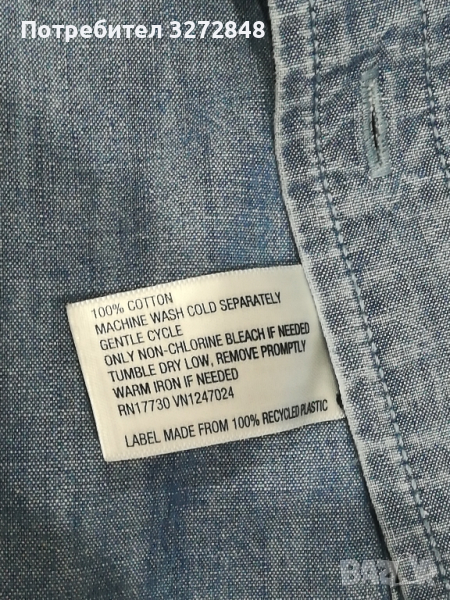 Потребител 3272848
100% COTTON
MACHINE WASH COLD SEPARATELY
GENTLE CYCLE
ONLY NON-CHLORINE BLEACH IF NEEDED
TUMBLE DRY LOW, REMOVE PROMPTLY
WARM IRON IF NEEDED
RN17730 VN1247024
LABEL MADE FROM 100% RECYCLED PLASTIC
BAZAR